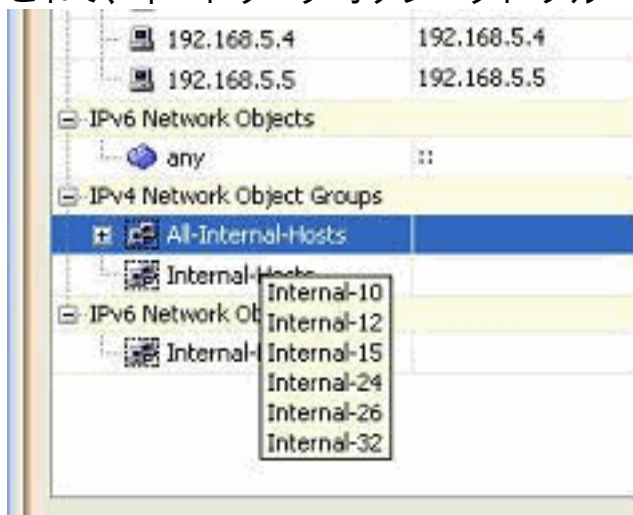 192.168.5.4 192.168.5.4
192.168.5.5 192.168.5.5
IPv6 Network Objects
any ::
IPv4 Network Object Groups
All-Internal-Hosts
Internal-Hosts
Internal-10
IPv6 Network Ob
Internal-12
Internal-
Internal-15
Internal-24
Internal-26
Internal-32